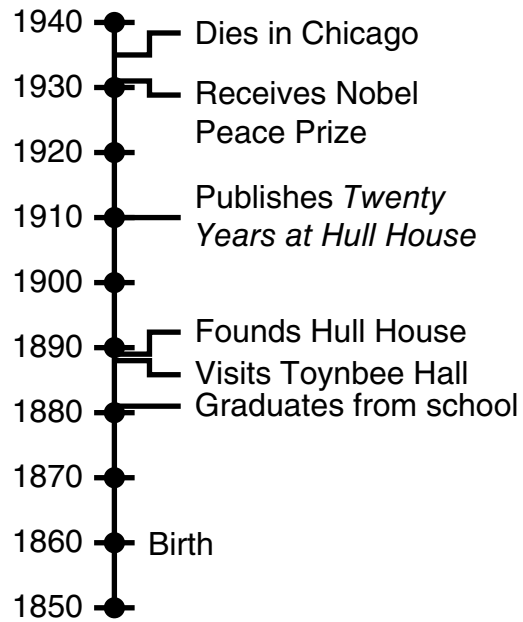 1940
Dies in Chicago
1930
Receives Nobel
Peace Prize
1920
Publishes Twenty
1910
Years at Hull House
1900
Founds Hull House
1890
Visits Toynbee Hall
Graduates from school
1880
1870
1860
Birth
1850